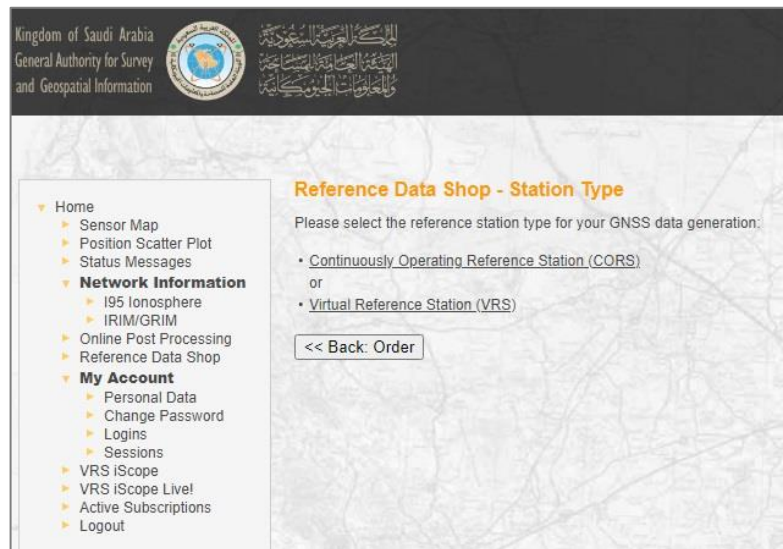 Kingdom of Saudi Arabia
General Authority for Survey
and Geospatial Information
المملكة العربية السعودية
الهيئة العامة للمساحة
والمعلومات الجيومكانية
Reference Data Shop - Station Type
Please select the reference station type for your GNSS data generation:
• Continuously Operating Reference Station (CORS)
or
• Virtual Reference Station (VRS)
<< Back: Order
Home
Sensor Map
Position Scatter Plot
Status Messages
Network Information
I95 Ionosphere
IRIM/GRIM
Online Post Processing
Reference Data Shop
My Account
Personal Data
Change Password
Logins
Sessions
VRS iScope
VRS iScope Live!
Active Subscriptions
Logout